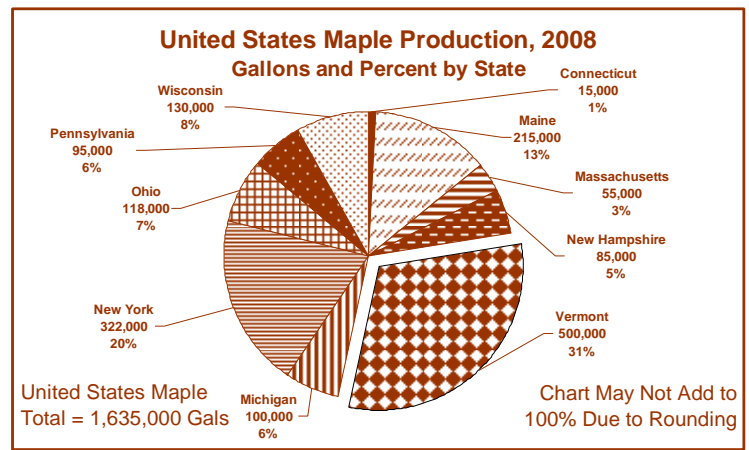 United States Maple Production, 2008
Gallons and Percent by State
Connecticut
15,000
1%
Maine
215,000
13%
Massachusetts
55,000
3%
New Hampshire
85,000
5%
Vermont
500,000
31%
Michigan
100,000
6%
New York
322,000
20%
Ohio
118,000
7%
Pennsylvania
95,000
6%
Wisconsin
130,000
8%
United States Maple
Total = 1,635,000 Gals
Chart May Not Add to
100% Due to Rounding